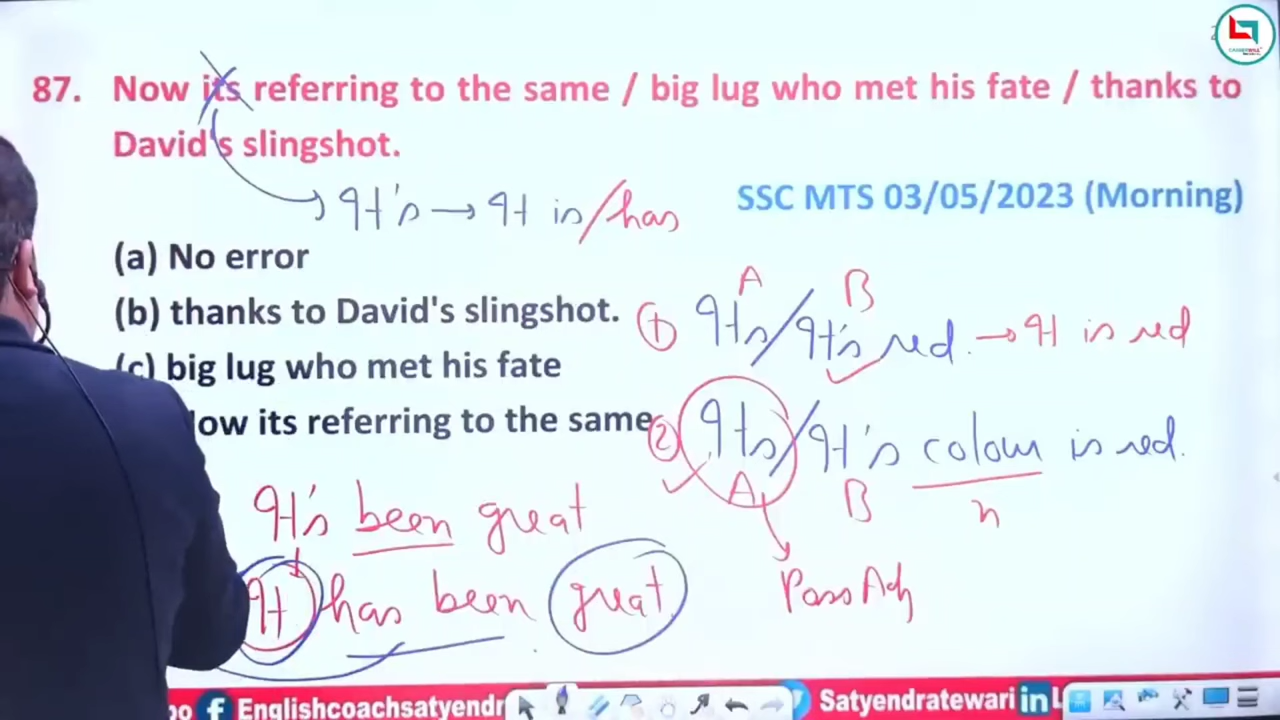 87. Now its referring to the same / big lug who met his fate / thanks to
David's slingshot.
It's → It is/has
SSC MTS 03/05/2023 (Morning)
(a) No error
(b) thanks to David's slingshot.
(c) big lug who met his fate
Now its referring to the same
A B
① Its/It's red. → It is red
② Its/It's colour is red.
A B n
Poss Adj
It's been great
It has been great
Englishcoachsatyendr
Satyendratewari